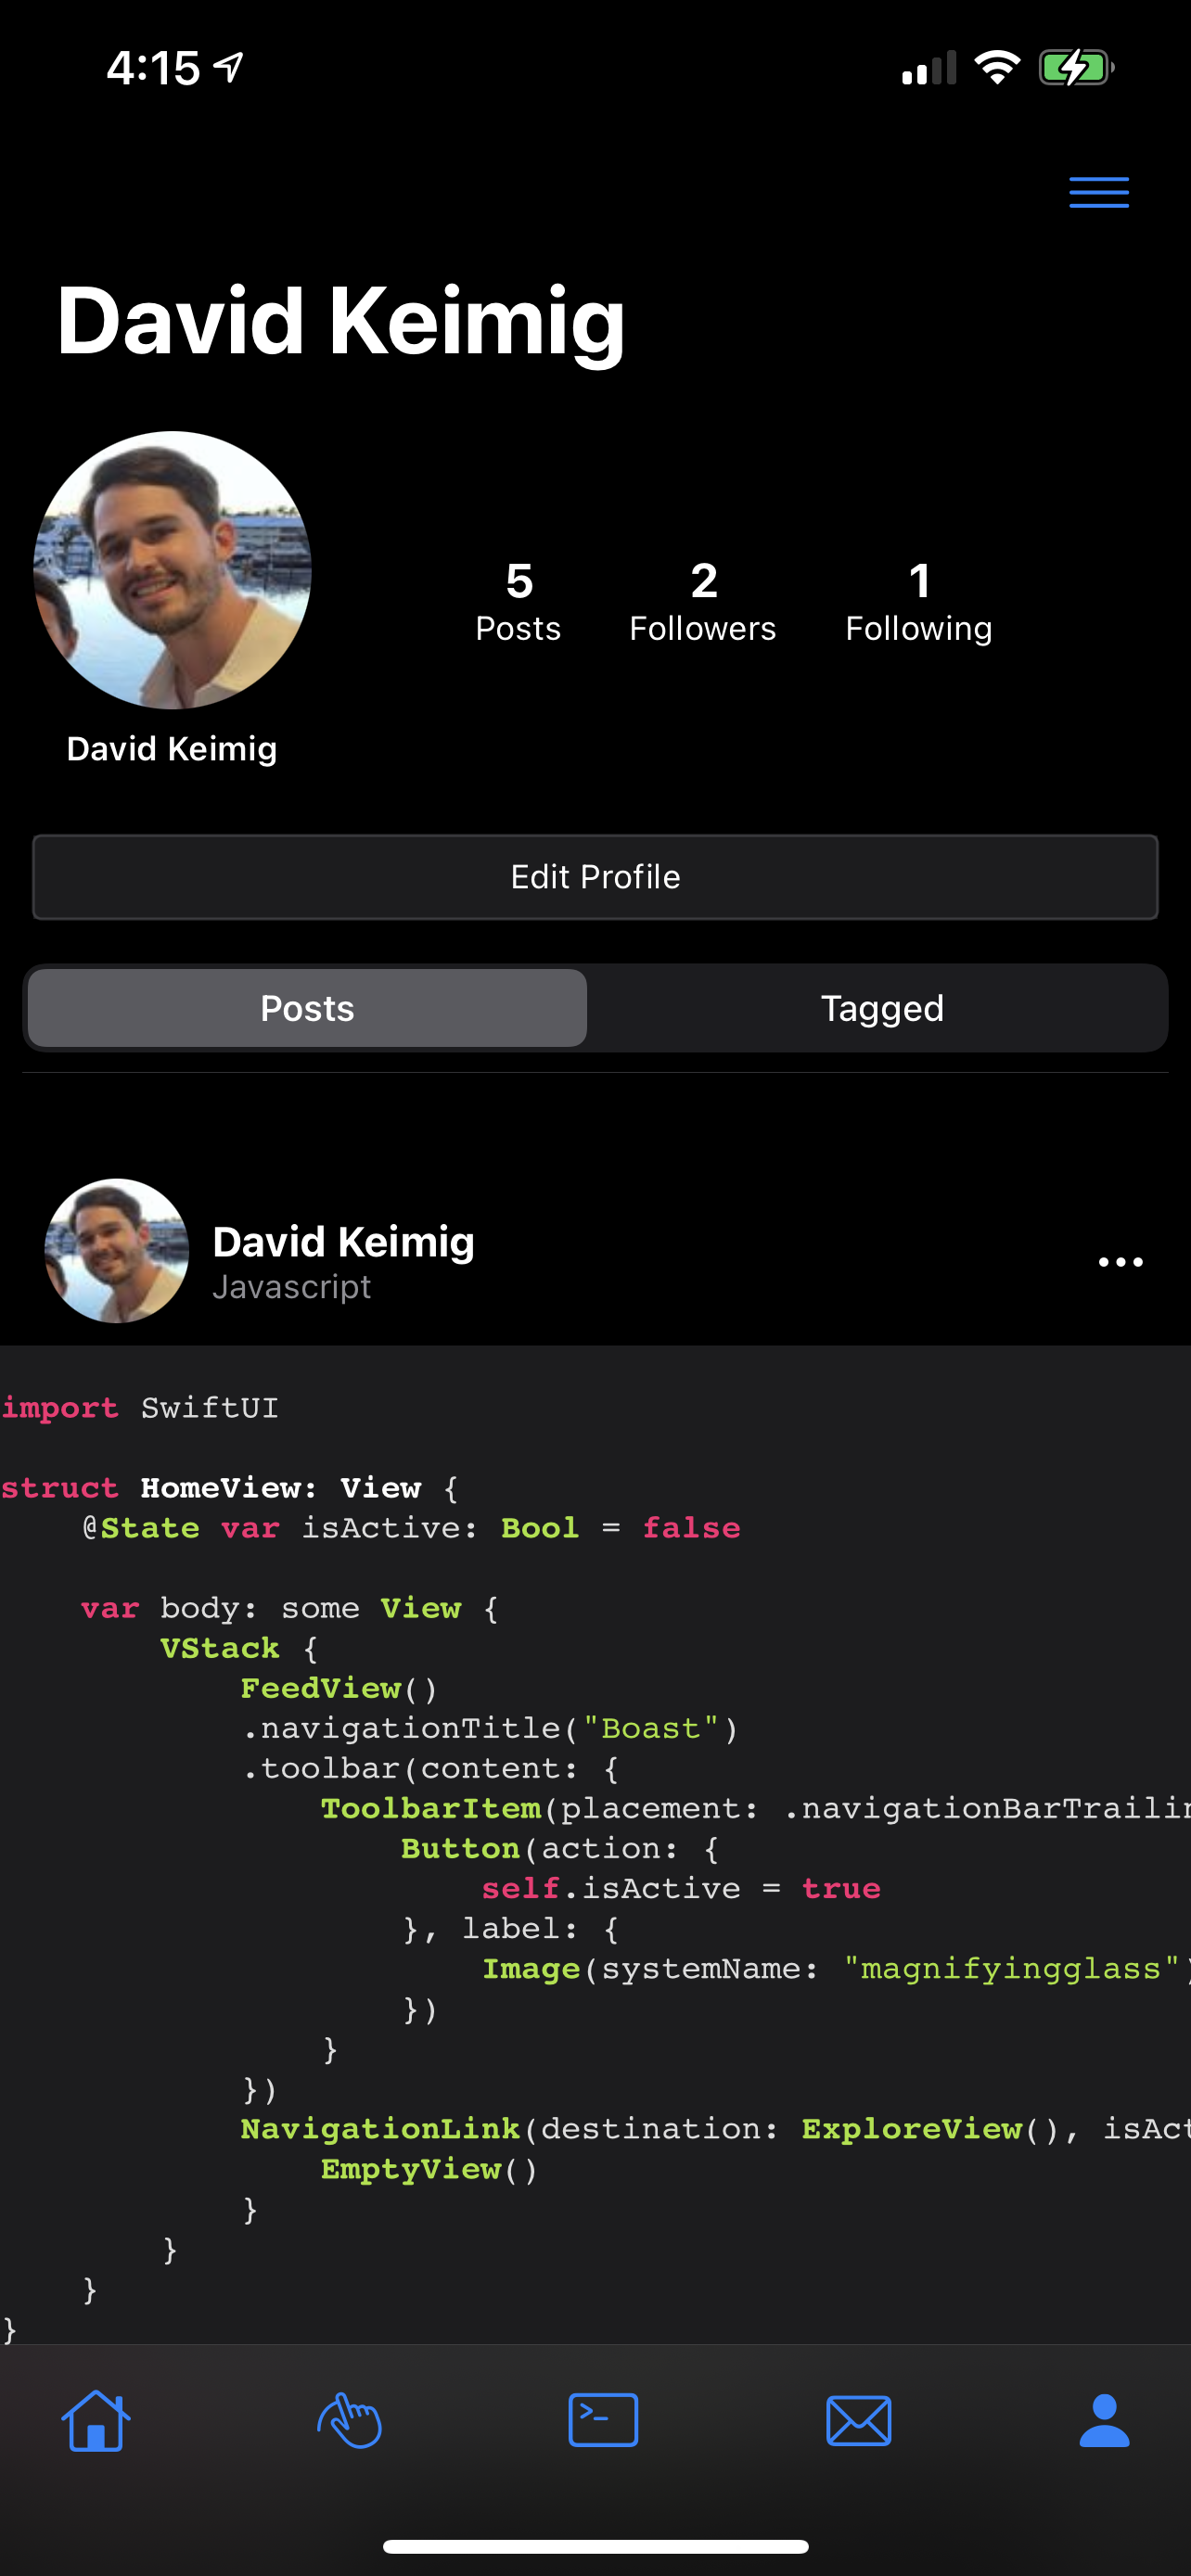 4:15
David Keimig
5 2 1
Posts Followers Following
David Keimig
Edit Profile
Posts Tagged
David Keimig
Javascript
import SwiftUI
struct HomeView: View {
    @State var isActive: Bool = false
    var body: some View {
        VStack {
            FeedView()
            .navigationTitle("Boast")
            .toolbar(content: {
                ToolbarItem(placement: .navigationBarTrailin
                    Button(action: {
                        self.isActive = true
                    }, label: {
                        Image(systemName: "magnifyingglass")
                    })
                }
            })
            NavigationLink(destination: ExploreView(), isAct
                EmptyView()
            }
        }
    }
}